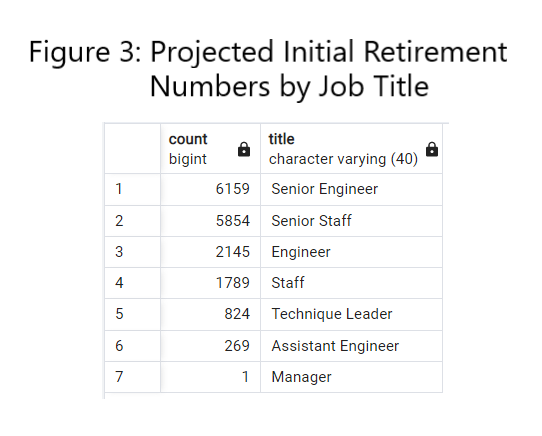 Figure 3: Projected Initial Retirement
Numbers by Job Title
count title
bigint character varying (40)
1 6159 Senior Engineer
2 5854 Senior Staff
3 2145 Engineer
4 1789 Staff
5 824 Technique Leader
6 269 Assistant Engineer
7 1 Manager